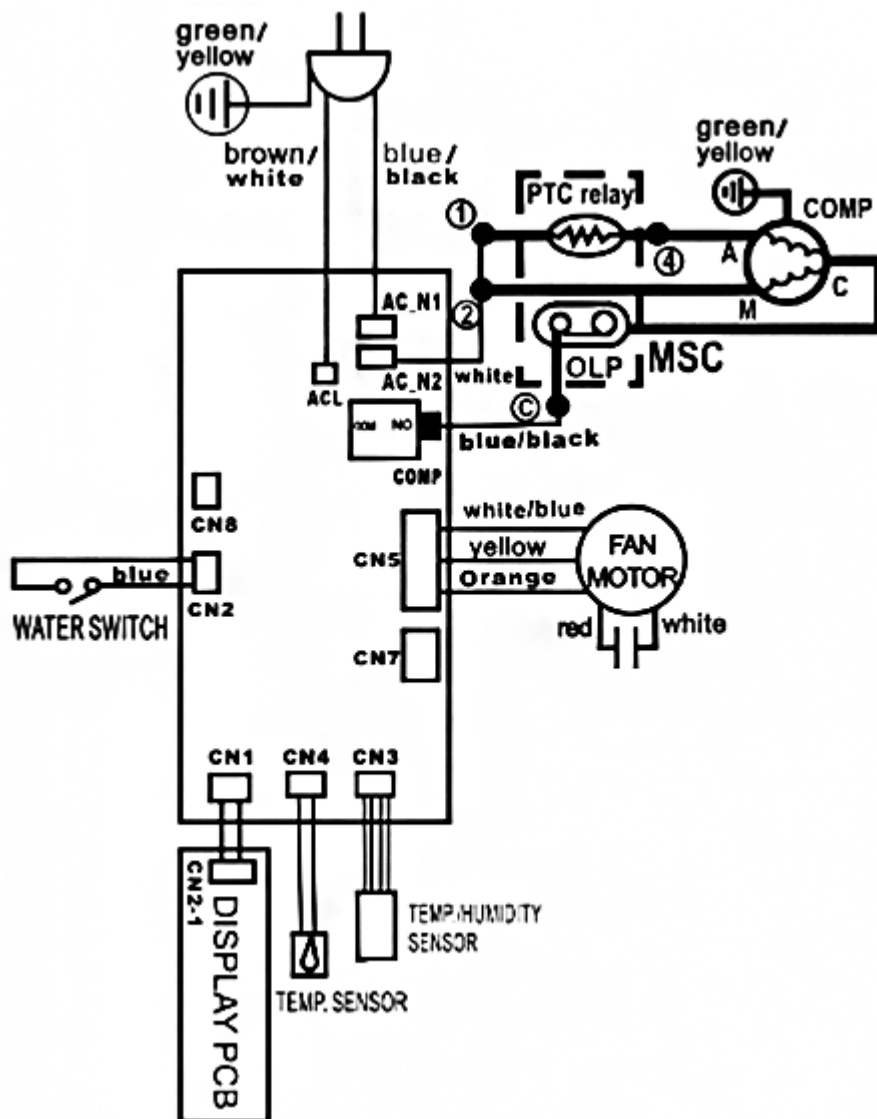 green/
yellow
brown/
white
blue/
black
green/
yellow
PTC relay
COMP
①
④
A
C
M
②
AC_N1
AC_N2
white
ACL
OLP
MSC
©
COM NO
blue/black
COMP
CN8
white/blue
yellow
Orange
CN5
FAN
MOTOR
blue
CN2
WATER SWITCH
red
white
CN7
CN1
CN4
CN3
CN2-1
DISPLAY PCB
TEMP./HUMIDITY
SENSOR
TEMP. SENSOR